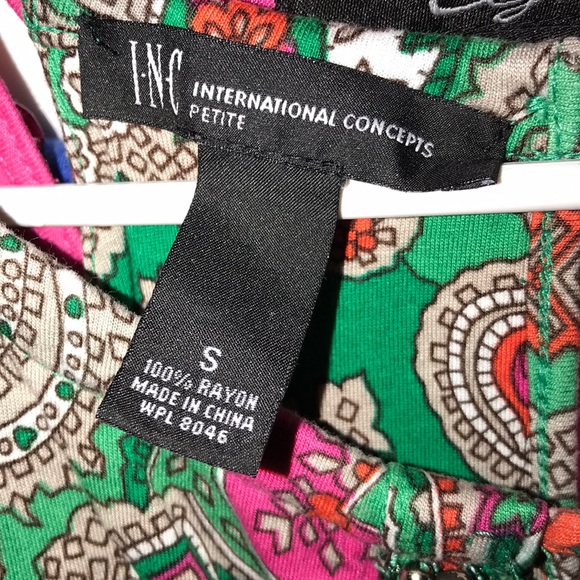 I·N·C INTERNATIONAL CONCEPTS
PETITE
S
100% RAYON
MADE IN CHINA
WPL 8046